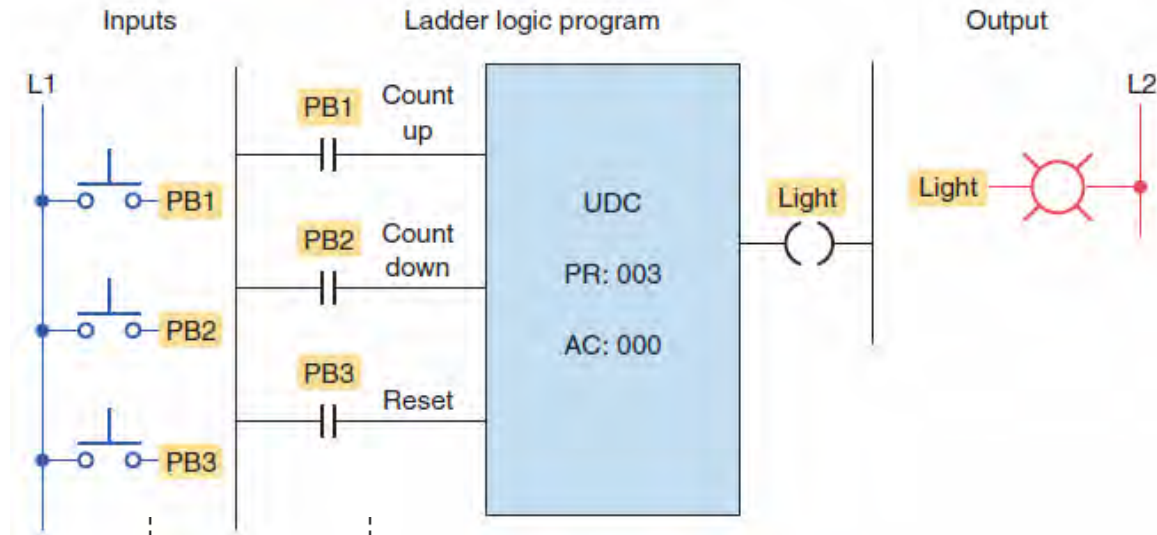 Inputs
Ladder logic program
Output
L1
L2
PB1
Count
up
PB1
PB2
Count
down
PB2
PB3
Reset
PB3
UDC
PR: 003
AC: 000
Light
Light